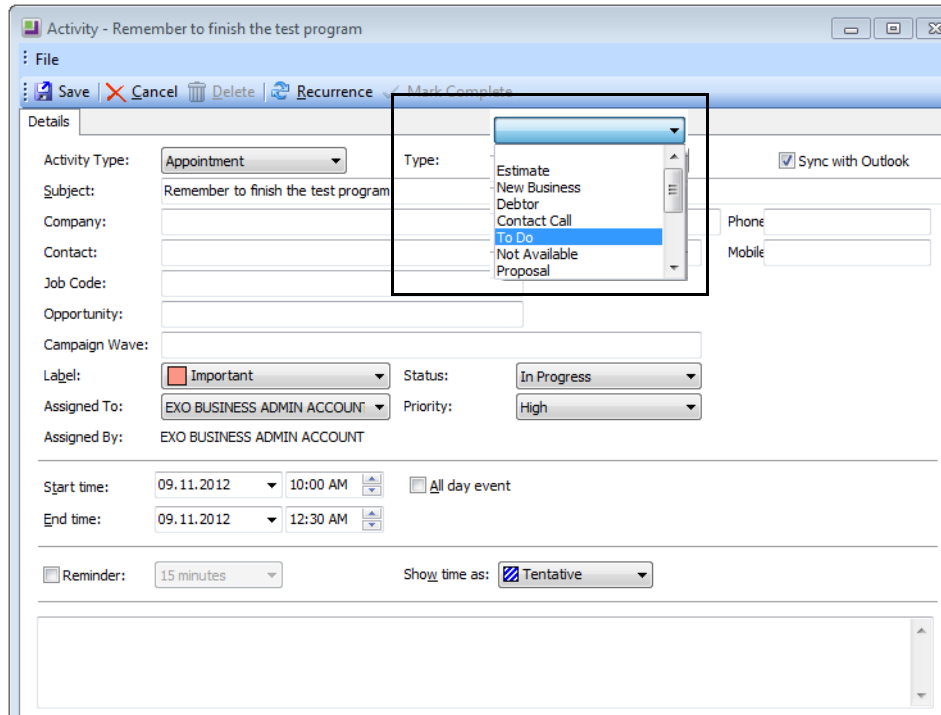 Activity - Remember to finish the test program
File
Save Cancel Delete Recurrence Mark Complete
Details
Activity Type: Appointment Type: Sync with Outlook
Subject: Remember to finish the test program
Company: Phone
Contact: Mobile
Estimate
New Business
Debtor
Contact Call
To Do
Not Available
Proposal
Job Code:
Opportunity:
Campaign Wave:
Label: Important Status: In Progress
Assigned To: EXO BUSINESS ADMIN ACCOUNT Priority: High
Assigned By: EXO BUSINESS ADMIN ACCOUNT
Start time: 09.11.2012 10:00 AM All day event
End time: 09.11.2012 12:30 AM
Reminder: 15 minutes Show time as: Tentative